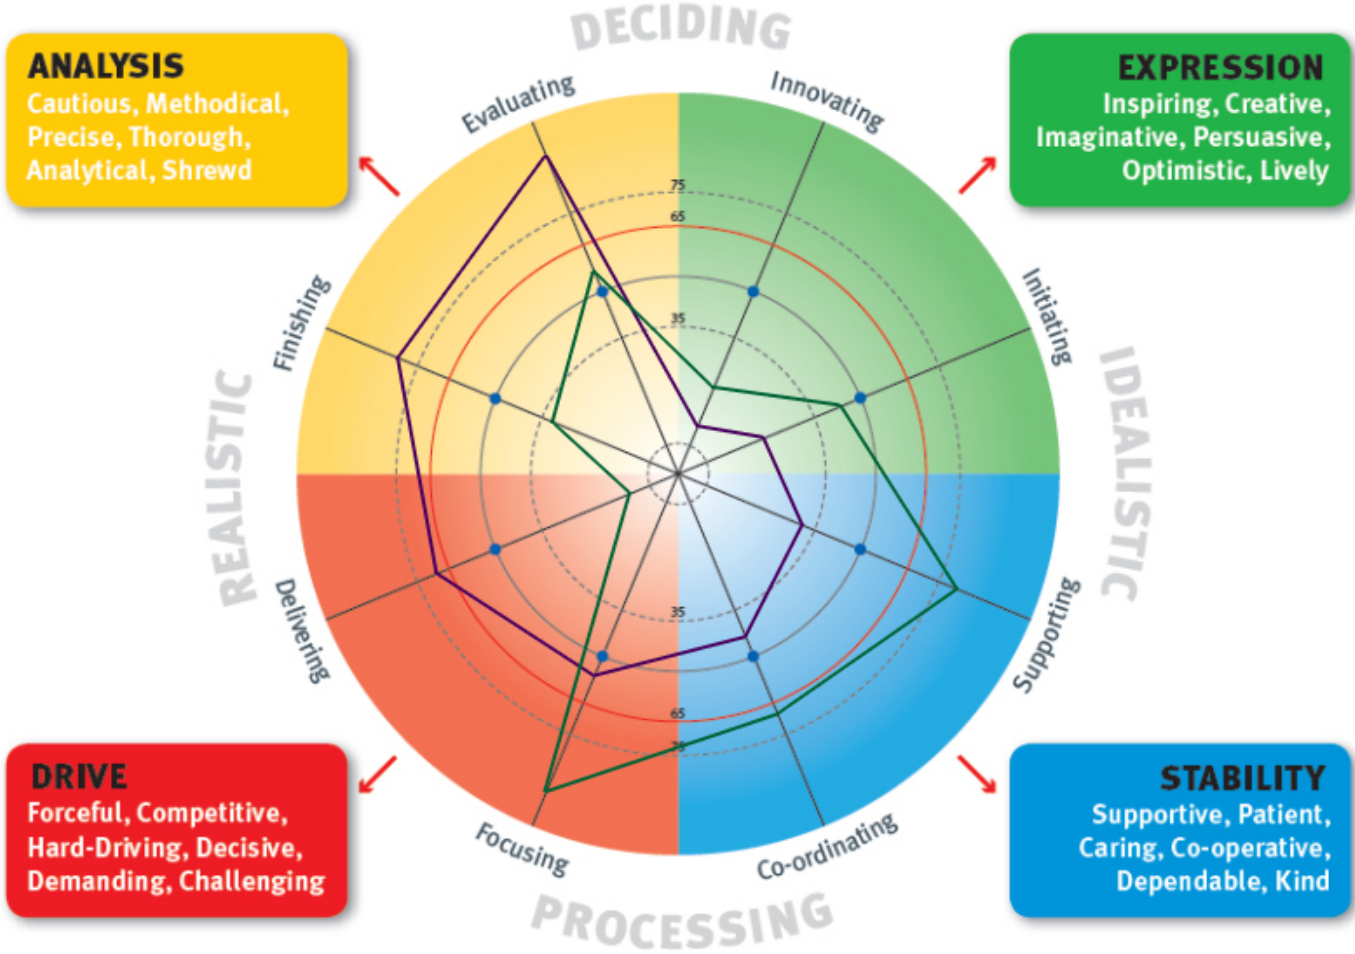 DECIDING
ANALYSIS
Cautious, Methodical,
Precise, Thorough,
Analytical, Shrewd
EXPRESSION
Inspiring, Creative,
Imaginative, Persuasive,
Optimistic, Lively
Evaluating
Innovating
75
65
Finishing
Initiating
35
REALISTIC
IDEALISTIC
35
Delivering
Supporting
65
75
Focusing
Co-ordinating
DRIVE
Forceful, Competitive,
Hard-Driving, Decisive,
Demanding, Challenging
STABILITY
Supportive, Patient,
Caring, Co-operative,
Dependable, Kind
PROCESSING